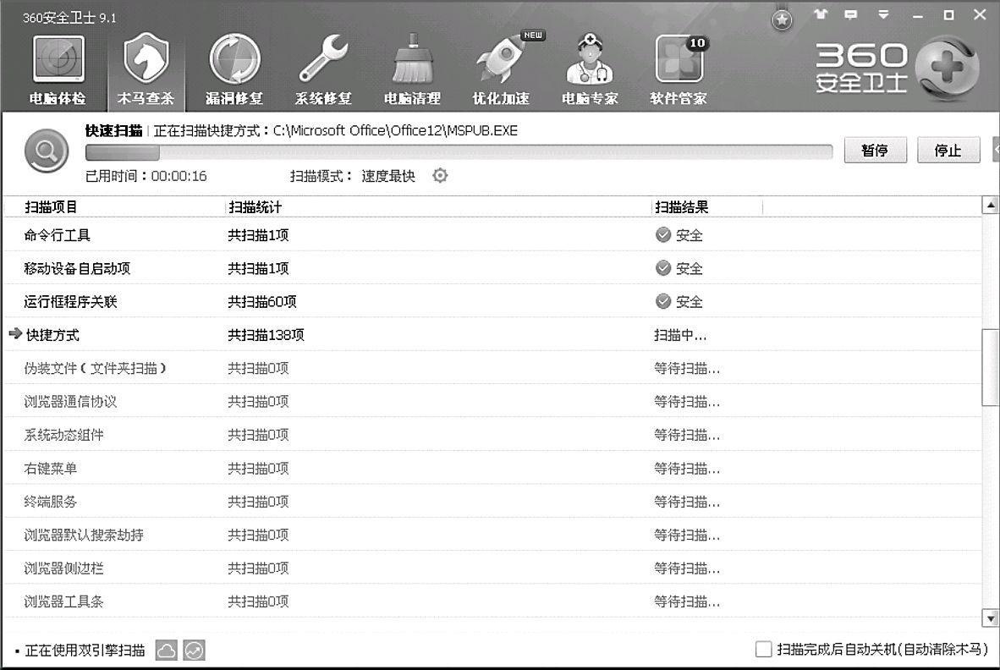 360安全卫士 9.1
NEW
10
电脑体检 木马查杀 漏洞修复 系统修复 电脑清理 优化加速 电脑专家 软件管家
360
安全卫士
快速扫描 正在扫描快捷方式：C:\Microsoft Office\Office12\MSPUB.EXE
暂停 停止
已用时间：00:00:16 扫描模式： 速度最快
扫描项目 扫描统计 扫描结果
命令行工具 共扫描1项 安全
移动设备自启动项 共扫描1项 安全
运行框程序关联 共扫描60项 安全
快捷方式 共扫描138项 扫描中...
伪装文件（文件夹扫描） 共扫描0项 等待扫描...
浏览器通信协议 共扫描0项 等待扫描...
系统动态组件 共扫描0项 等待扫描...
右键菜单 共扫描0项 等待扫描...
终端服务 共扫描0项 等待扫描...
浏览器默认搜索劫持 共扫描0项 等待扫描...
浏览器侧边栏 共扫描0项 等待扫描...
浏览器工具条 共扫描0项 等待扫描...
正在使用双引擎扫描 扫描完成后自动关机(自动清除木马)